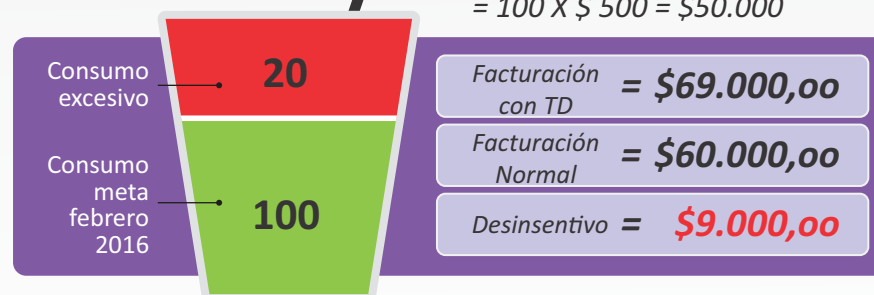 = 100 X $ 500 = $50.000
Consumo
excesivo
20
Facturación
con TD
= $69.000,oo
Consumo
meta
febrero
2016
100
Facturación
Normal
= $60.000,oo
Desinsentivo = $9.000,oo